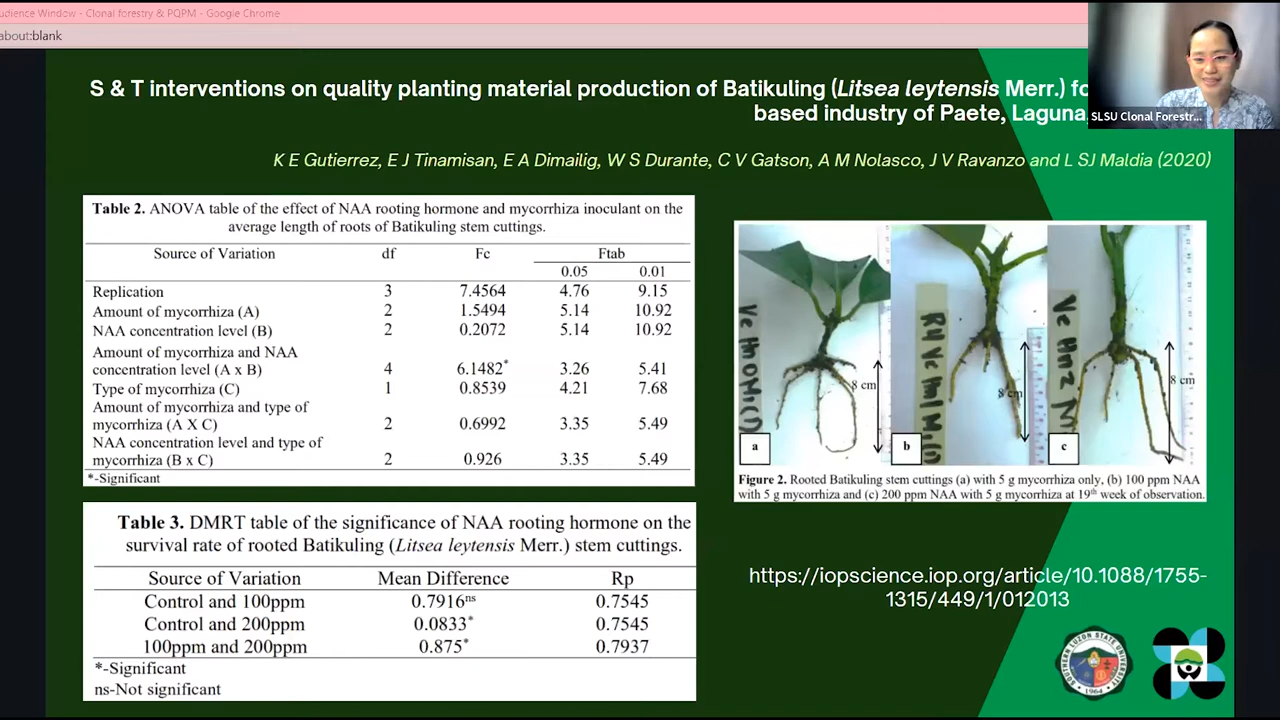 udience Window - Clonal forestry & PQPM - Google Chrome
about:blank
S & T interventions on quality planting material production of Batikuling (Litsea leytensis Merr.) fo
based industry of Paete, Laguna,
SLSU Clonal Forestr...
K E Gutierrez, E J Tinamisan, E A Dimailig, W S Durante, C V Gatson, A M Nolasco, J V Ravanzo and L SJ Maldia (2020)
Table 2. ANOVA table of the effect of NAA rooting hormone and mycorrhiza inoculant on the
average length of roots of Batikuling stem cuttings.
Source of Variation df Fc Ftab
0.05 0.01
Replication 3 7.4564 4.76 9.15
Amount of mycorrhiza (A) 2 1.5494 5.14 10.92
NAA concentration level (B) 2 0.2072 5.14 10.92
Amount of mycorrhiza and NAA
concentration level (A x B) 4 6.1482* 3.26 5.41
Type of mycorrhiza (C) 1 0.8539 4.21 7.68
Amount of mycorrhiza and type of
mycorrhiza (A X C) 2 0.6992 3.35 5.49
NAA concentration level and type of
mycorrhiza (B x C) 2 0.926 3.35 5.49
*-Significant
Table 3. DMRT table of the significance of NAA rooting hormone on the
survival rate of rooted Batikuling (Litsea leytensis Merr.) stem cuttings.
Source of Variation Mean Difference Rp
Control and 100ppm 0.7916ns 0.7545
Control and 200ppm 0.0833* 0.7545
100ppm and 200ppm 0.875* 0.7937
*-Significant
ns-Not significant
8 cm
8 cm
8 cm
a
b
c
Figure 2. Rooted Batikuling stem cuttings (a) with 5 g mycorrhiza only, (b) 100 ppm NAA
with 5 g mycorrhiza and (c) 200 ppm NAA with 5 g mycorrhiza at 19th week of observation.
https://iopscience.iop.org/article/10.1088/1755-
1315/449/1/012013
SOUTHERN LUZON STATE UNIVERSITY
1964